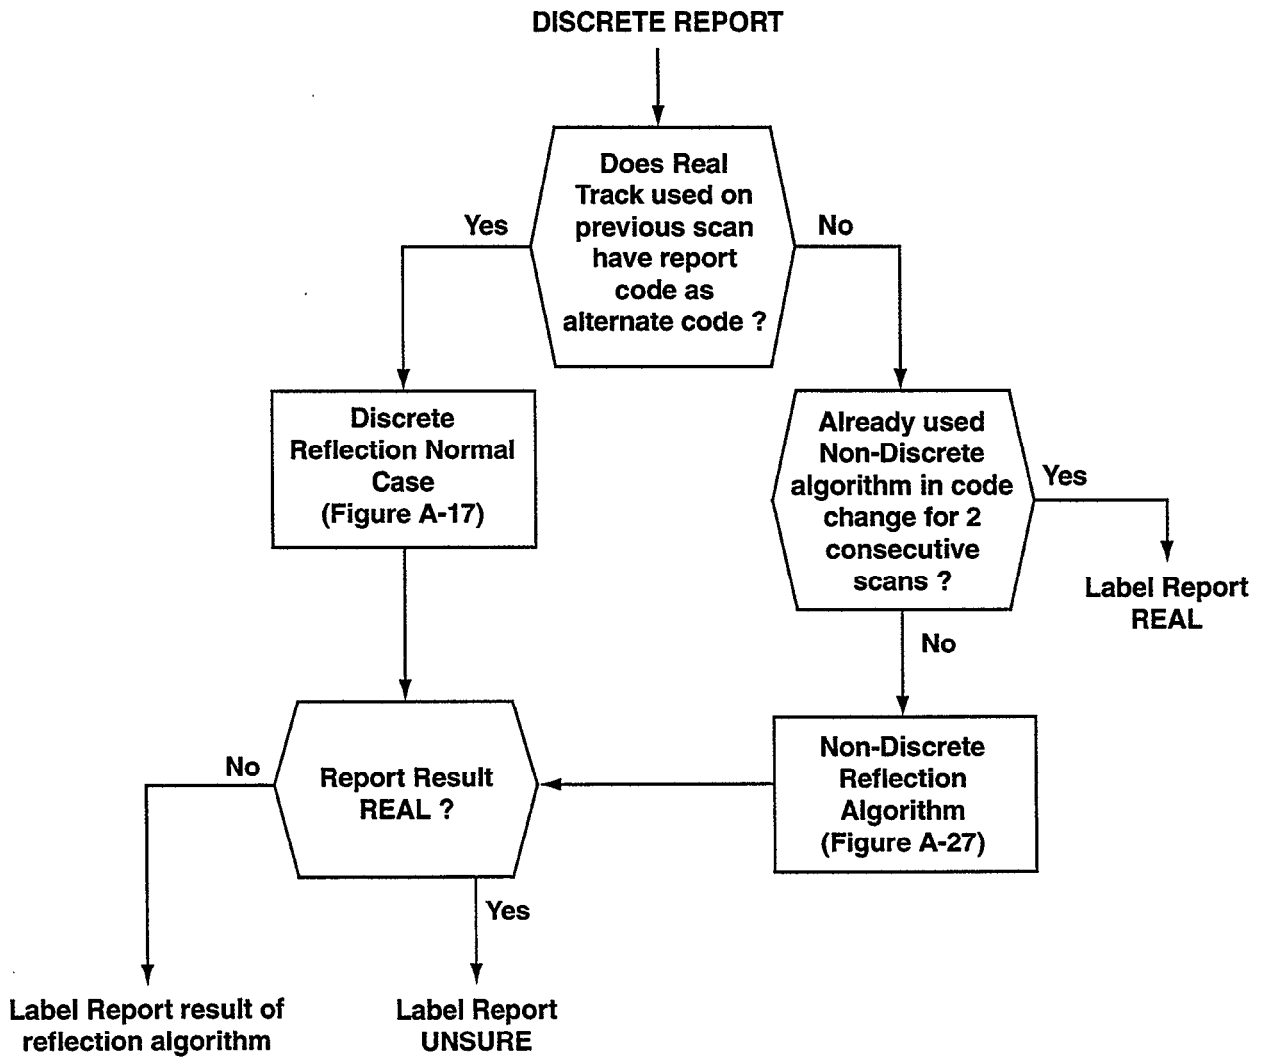 DISCRETE REPORT
Does Real
Track used on
previous scan
have report
code as
alternate code ?
Yes
No
Discrete
Reflection Normal
Case
(Figure A-17)
Already used
Non-Discrete
algorithm in code
change for 2
consecutive
scans ?
Yes
Label Report
REAL
No
Non-Discrete
Reflection
Algorithm
(Figure A-27)
Report Result
REAL ?
No
Yes
Label Report result of
reflection algorithm
Label Report
UNSURE